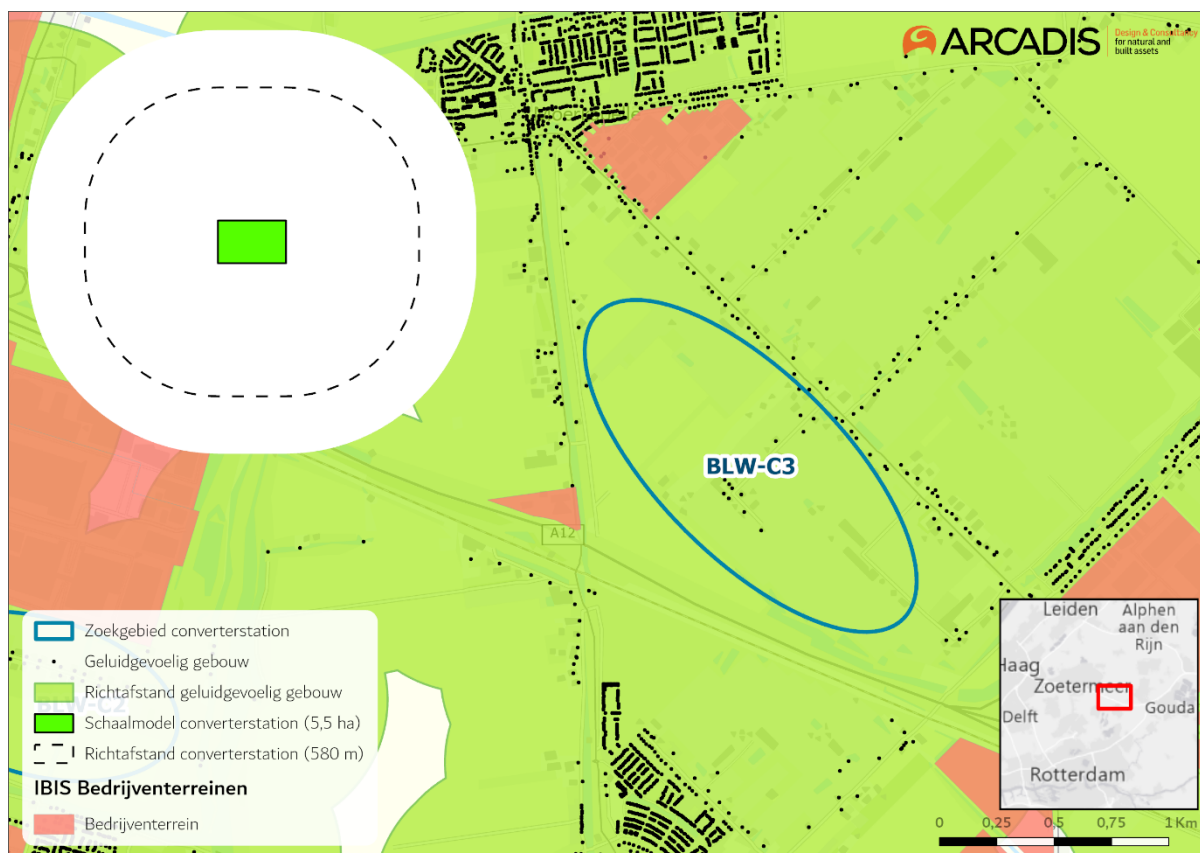 ARCADIS
Design & Consultancy
for natural and
built assets
BLW-C3
A12
Zoekgebied converterstation
Geluidgevoelig gebouw
Richtafstand geluidgevoelig gebouw
BLW-C2
Schaalmodel converterstation (5,5 ha)
Richtafstand converterstation (580 m)
IBIS Bedrijventerreinen
Bedrijventerrein
Leiden
Alphen
aan den
Rijn
Haag
Zoetermeer
Gouda
Delft
Rotterdam
0 0,25 0.5 0,75 1 Km